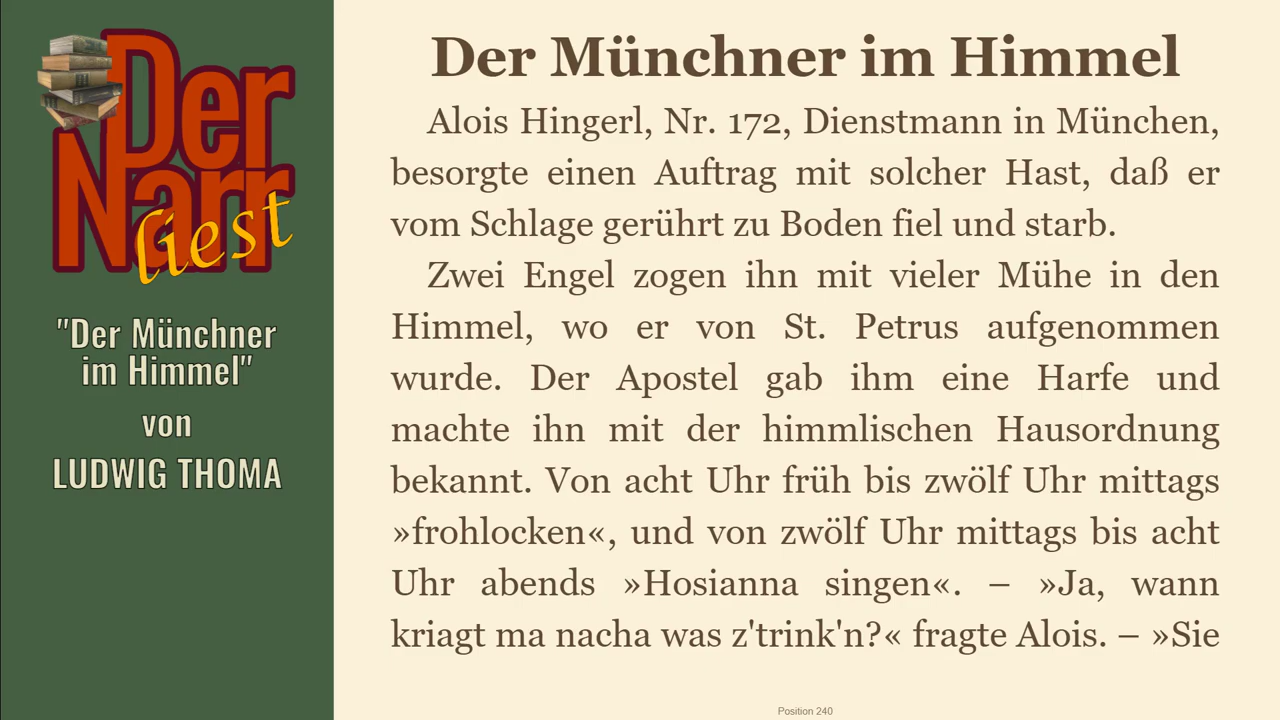 Der
Narr
liest
"Der Münchner
im Himmel"
von
LUDWIG THOMA
Der Münchner im Himmel
Alois Hingerl, Nr. 172, Dienstmann in München,
besorgte einen Auftrag mit solcher Hast, daß er
vom Schlage gerührt zu Boden fiel und starb.
Zwei Engel zogen ihn mit vieler Mühe in den
Himmel, wo er von St. Petrus aufgenommen
wurde. Der Apostel gab ihm eine Harfe und
machte ihn mit der himmlischen Hausordnung
bekannt. Von acht Uhr früh bis zwölf Uhr mittags
»frohlocken«, und von zwölf Uhr mittags bis acht
Uhr abends »Hosianna singen«. – »Ja, wann
kriagt ma nacha was z'trink'n?« fragte Alois. – »Sie
Position 240